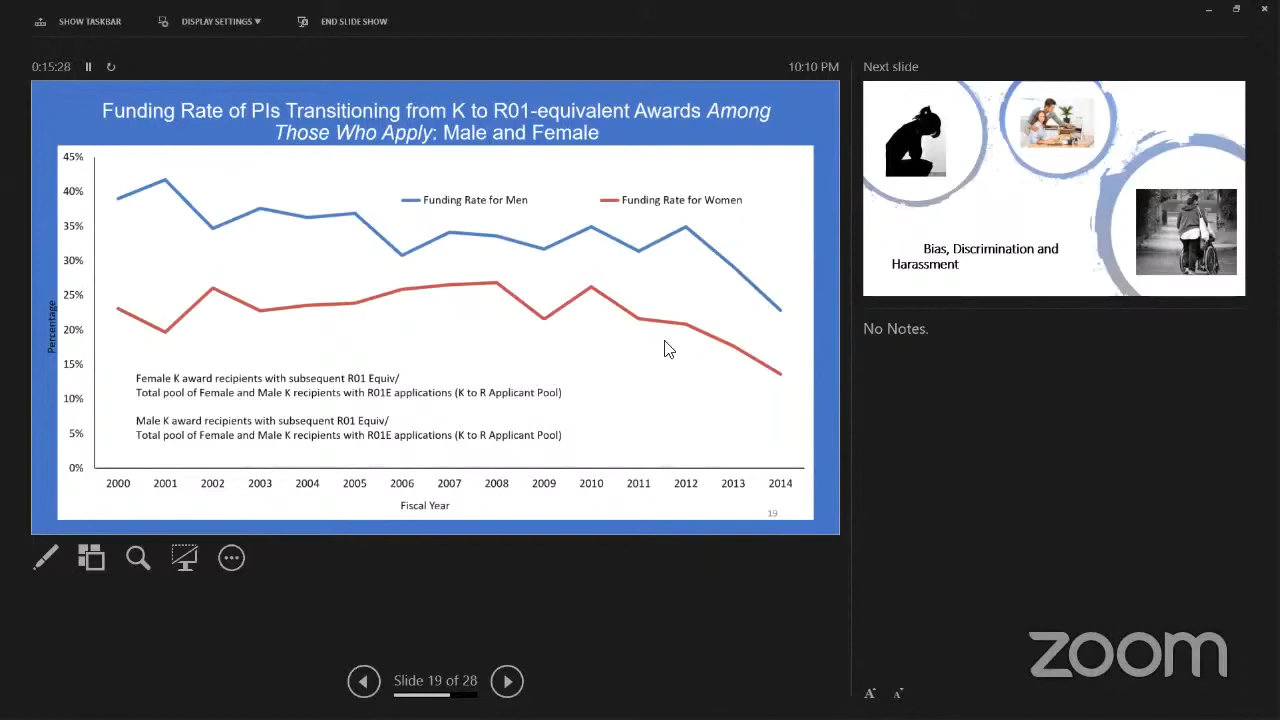 SHOW TASKBAR
DISPLAY SETTINGS
END SLIDE SHOW
0:15:28
10:10 PM
Funding Rate of PIs Transitioning from K to R01-equivalent Awards Among
Those Who Apply: Male and Female
45%
40%
35%
30%
25%
20%
15%
10%
5%
0%
Percentage
Funding Rate for Men
Funding Rate for Women
Female K award recipients with subsequent R01 Equiv/
Total pool of Female and Male K recipients with R01E applications (K to R Applicant Pool)
Male K award recipients with subsequent R01 Equiv/
Total pool of Female and Male K recipients with R01E applications (K to R Applicant Pool)
2000 2001 2002 2003 2004 2005 2006 2007 2008 2009 2010 2011 2012 2013 2014
Fiscal Year
19
Slide 19 of 28
Next slide
Bias, Discrimination and
Harassment
No Notes.
A A
zoom